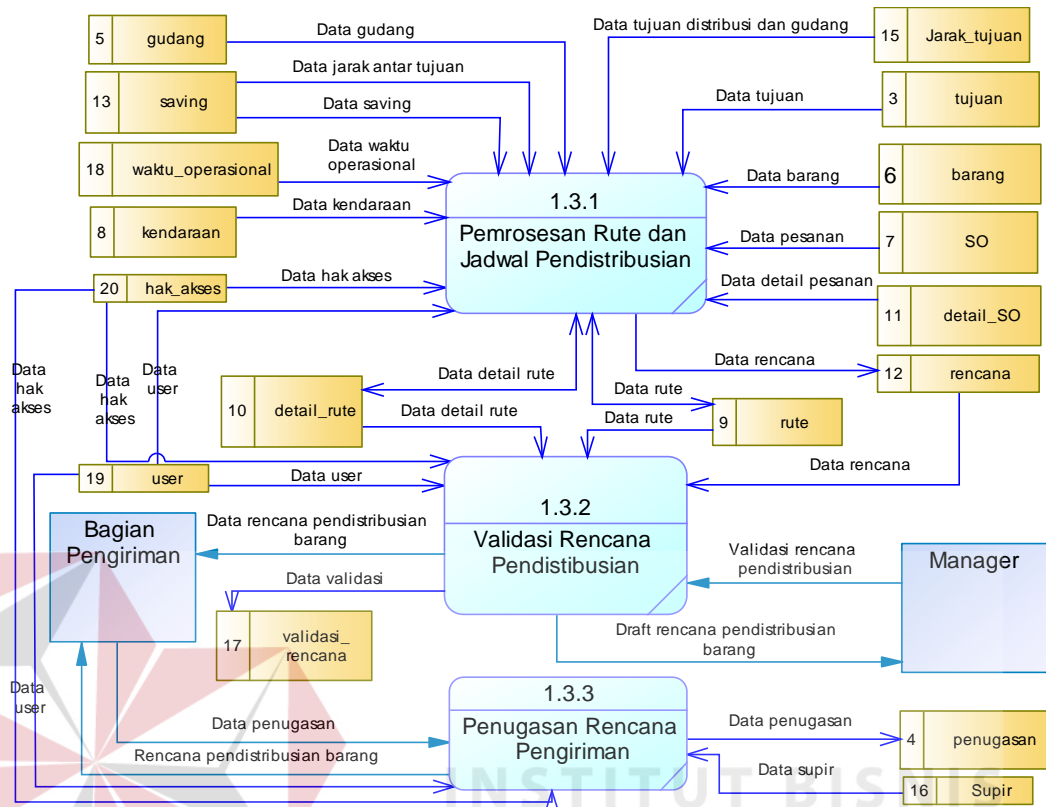 5 gudang
Data gudang
Data tujuan distribusi dan gudang
15 Jarak_tujuan
Data jarak antar tujuan
13 saving
Data saving
Data tujuan
3 tujuan
Data waktu
operasional
18 waktu_operasional
Data barang
6 barang
1.3.1
Pemrosesan Rute dan
Jadwal Pendistribusian
Data kendaraan
8 kendaraan
Data pesanan
7 SO
Data hak akses
20 hak_akses
Data detail pesanan
11 detail_SO
Data
hak
akses
Data
hak
akses
Data
user
Data detail rute
10 detail_rute
Data detail rute
Data rencana
12 rencana
Data rute
9 rute
Data rute
Data rencana
19 user
Data user
1.3.2
Validasi Rencana
Pendistibusian
Bagian
Pengiriman
Data rencana pendistribusian
barang
Validasi rencana
pendistribusian
Manager
Data validasi
17 validasi_
rencana
Draft rencana pendistribusian
barang
Data
user
1.3.3
Penugasan Rencana
Pengiriman
Data penugasan
Rencana pendistribusian barang
Data penugasan
4 penugasan
Data supir
16 Supir
INSTITUT BISNIS